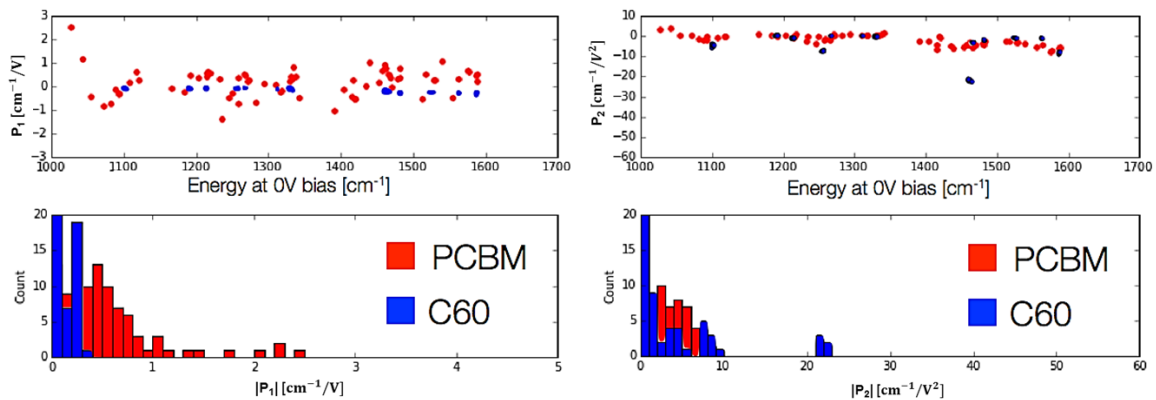 3
2
1
0
-1
-2
3
P₁ [cm⁻¹/V]
1000 1100 1200 1300 1400 1500 1600 1700
Energy at 0V bias [cm⁻¹]
10
0
-10
-20
-30
-40
-50
-60
P₂ [cm⁻¹/V²]
1000 1100 1200 1300 1400 1500 1600 1700
Energy at 0V bias [cm⁻¹]
20
15
10
5
0
Count
PCBM
C60
0 1 2 3 4 5
|P₁| [cm⁻¹/V]
20
15
10
5
0
Count
PCBM
C60
0 10 20 30 40 50 60
|P₂| [cm⁻¹/V²]